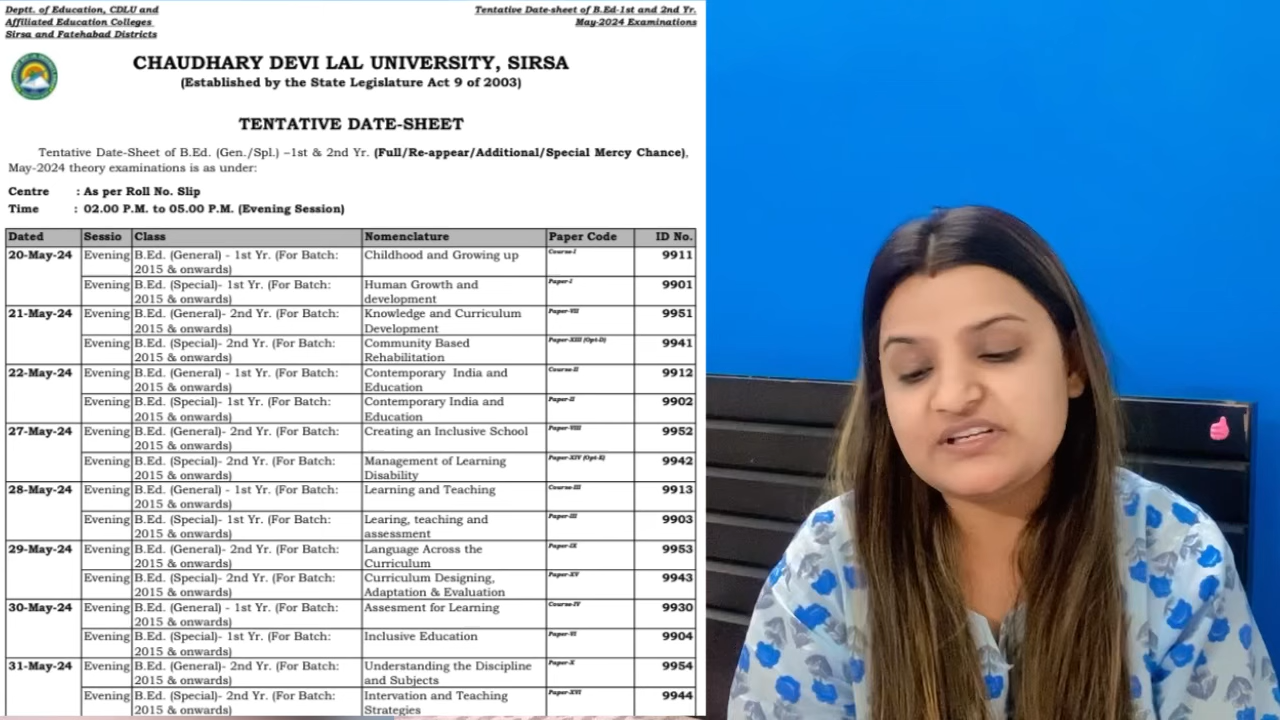 Deptt. of Education, CDLU and
Affiliated Education Colleges
Sirsa and Fatehabad Districts
Tentative Date-sheet of B.Ed-1st and 2nd Yr.
May-2024 Examinations
CHAUDHARY DEVI LAL UNIVERSITY, SIRSA
(Established by the State Legislature Act 9 of 2003)
TENTATIVE DATE-SHEET
Tentative Date-Sheet of B.Ed. (Gen./Spl.) –1st & 2nd Yr. (Full/Re-appear/Additional/Special Mercy Chance),
May-2024 theory examinations is as under:
Centre : As per Roll No. Slip
Time : 02.00 P.M. to 05.00 P.M. (Evening Session)
Dated Sessio Class Nomenclature Paper Code ID No.
20-May-24 Evening B.Ed. (General) - 1st Yr. (For Batch: Childhood and Growing up Course-I 9911
2015 & onwards)
Evening B.Ed. (Special)- 1st Yr. (For Batch: Human Growth and Paper-I 9901
2015 & onwards) development
21-May-24 Evening B.Ed. (General)- 2nd Yr. (For Batch: Knowledge and Curriculum Paper-VII 9951
2015 & onwards) Development
Evening B.Ed. (Special)- 2nd Yr. (For Batch: Community Based Paper-XIII (Opt-D) 9941
2015 & onwards) Rehabilitation
22-May-24 Evening B.Ed. (General) - 1st Yr. (For Batch: Contemporary India and Course-II 9912
2015 & onwards) Education
Evening B.Ed. (Special)- 1st Yr. (For Batch: Contemporary India and Paper-II 9902
2015 & onwards) Education
27-May-24 Evening B.Ed. (General)- 2nd Yr. (For Batch: Creating an Inclusive School Paper-VIII 9952
2015 & onwards)
Evening B.Ed. (Special)- 2nd Yr. (For Batch: Management of Learning Paper-XIV (Opt-E) 9942
2015 & onwards) Disability
28-May-24 Evening B.Ed. (General) - 1st Yr. (For Batch: Learning and Teaching Course-III 9913
2015 & onwards)
Evening B.Ed. (Special)- 1st Yr. (For Batch: Learing, teaching and Paper-III 9903
2015 & onwards) assessment
29-May-24 Evening B.Ed. (General)- 2nd Yr. (For Batch: Language Across the Paper-IX 9953
2015 & onwards) Curriculum
Evening B.Ed. (Special)- 2nd Yr. (For Batch: Curriculum Designing, Paper-XV 9943
2015 & onwards) Adaptation & Evaluation
30-May-24 Evening B.Ed. (General) - 1st Yr. (For Batch: Assesment for Learning Course-IV 9930
2015 & onwards)
Evening B.Ed. (Special)- 1st Yr. (For Batch: Inclusive Education Paper-VI 9904
2015 & onwards)
31-May-24 Evening B.Ed. (General)- 2nd Yr. (For Batch: Understanding the Discipline Paper-X 9954
2015 & onwards) and Subjects
Evening B.Ed. (Special)- 2nd Yr. (For Batch: Intervation and Teaching Paper-XVI 9944
2015 & onwards) Strategies